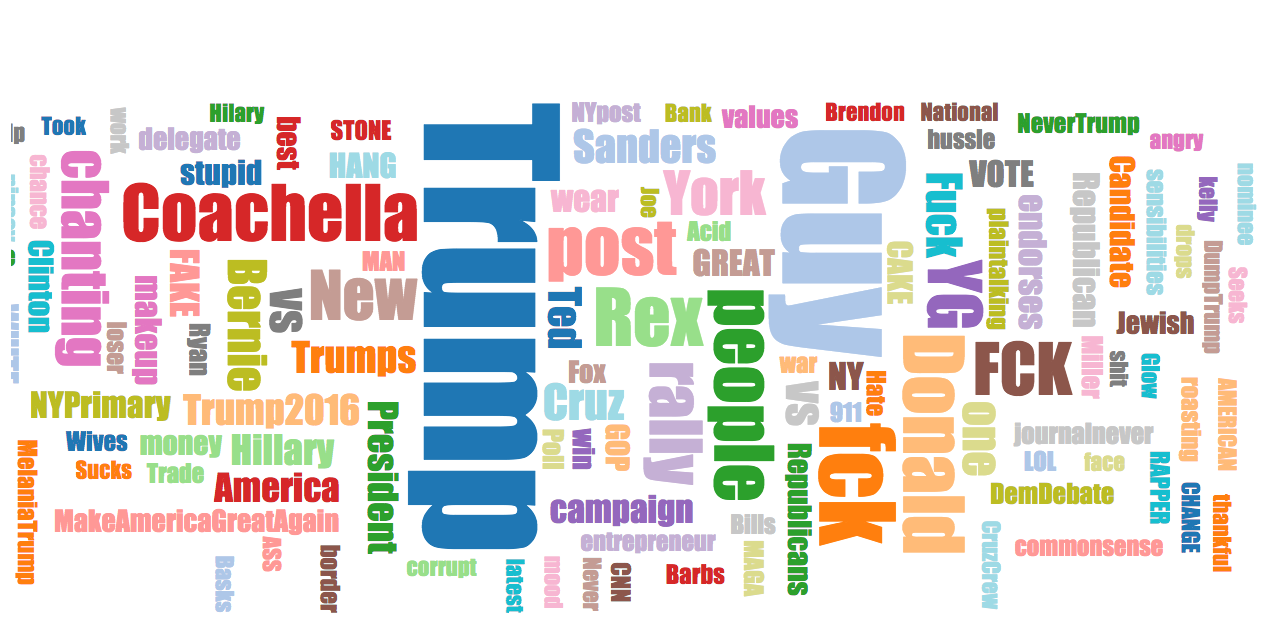 Trump
Coachella
Guy
people
Donald
fck
FCK
post
Rex
New
York
Sanders
chanting
Bernie
Trumps
President
rally
YG
Fuck
VOTE
Took
work
Hilary
delegate
best
STONE
HANG
stupid
chance
Clinton
FAKE
MAN
makeup
loser
Ryan
VS
NYPrimary
Trump2016
Wives
money
Hillary
Sucks
Trade
America
MelaniaTrump
MakeAmericaGreatAgain
ASS
Basks
border
corrupt
latest
NYpost
Bank
values
Brendon
National
hussle
NeverTrump
angry
wear
Joe
Acid
GREAT
Ted
Fox
Cruz
Poll
win
GOP
campaign
entrepreneur
Bills
mood
Never
CNN
Barbs
MAGA
Republicans
war
VS
NY
911
Hate
CAKE
paintalking
endorses
Republican
Candidate
sensibilities
kelly
drops
nominee
DumpTrump
Seeks
Jewish
Miller
shit
Glow
one
journalnever
LOL
face
roasting
AMERICAN
DemDebate
RAPPER
CHANGE
thankful
CruzCrew
commonsense